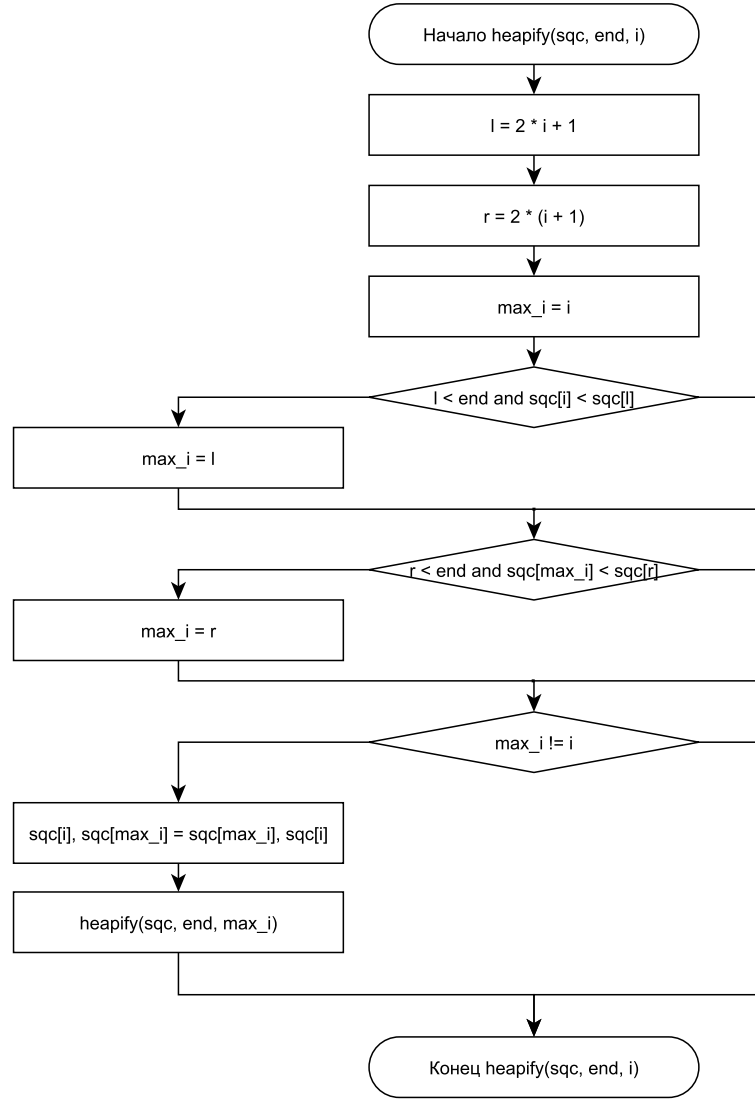 Начало heapify(sqc, end, i)
l = 2 * i + 1
r = 2 * (i + 1)
max_i = i
l < end and sqc[i] < sqc[l]
max_i = l
r < end and sqc[max_i] < sqc[r]
max_i = r
max_i != i
sqc[i], sqc[max_i] = sqc[max_i], sqc[i]
heapify(sqc, end, max_i)
Конец heapify(sqc, end, i)